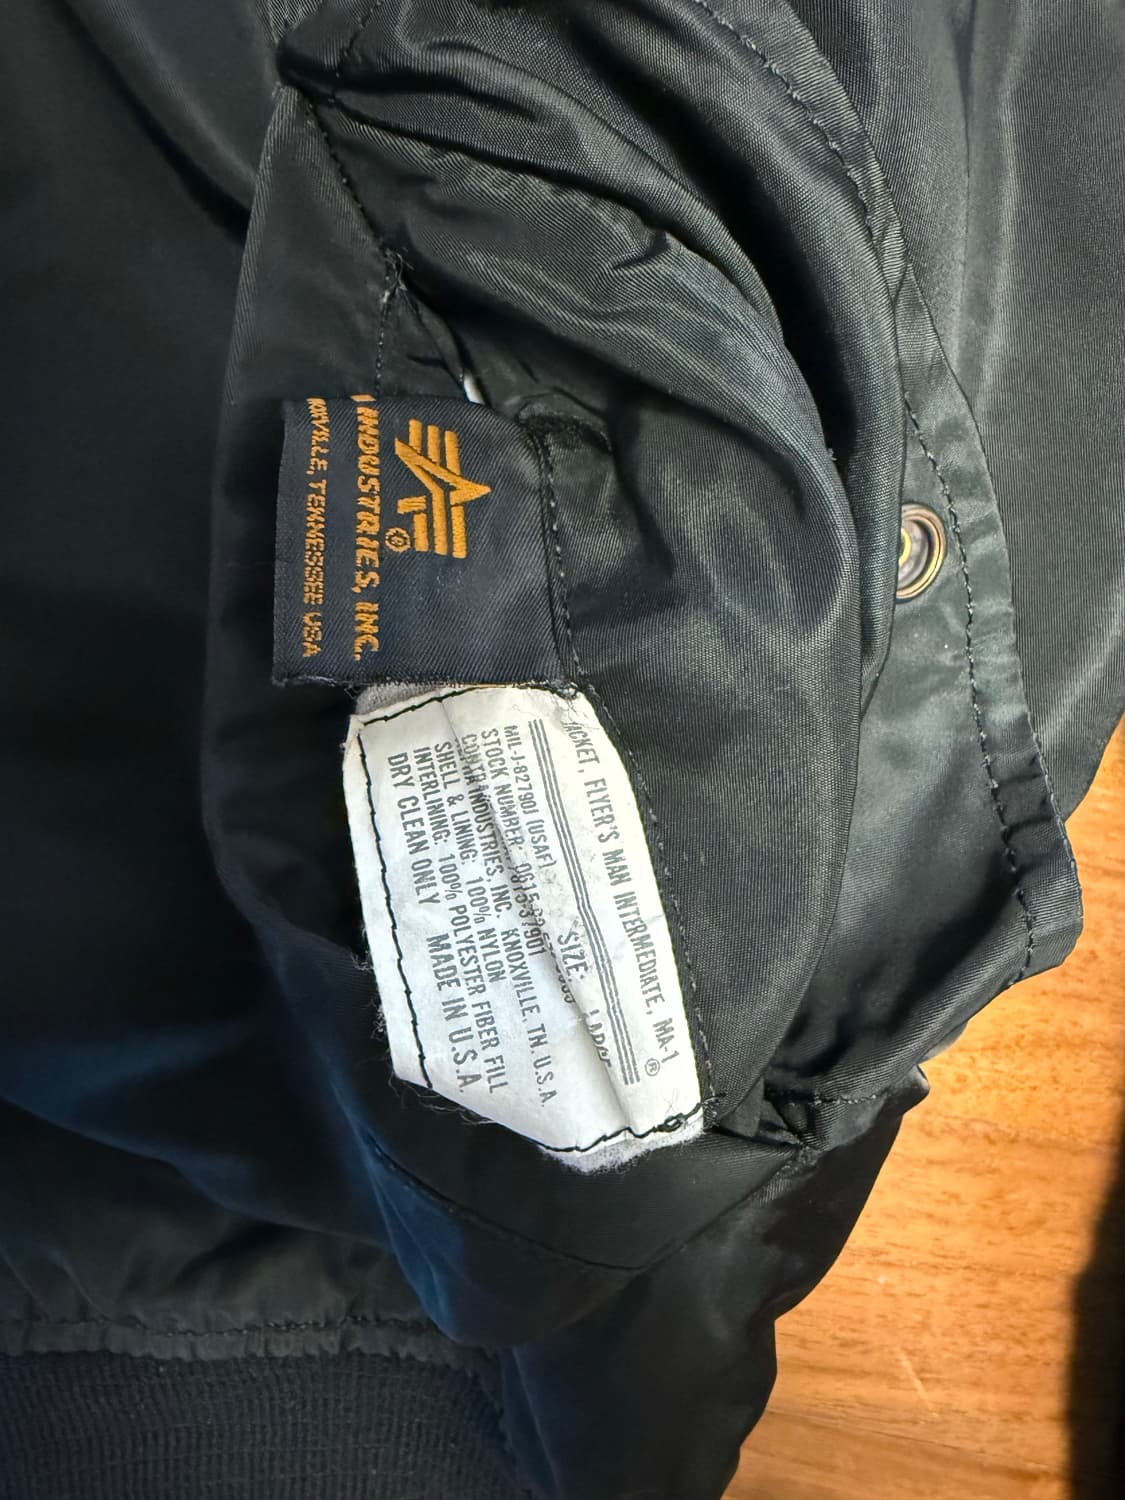 INDUSTRIES, INC.
TENNESSEE USA
JACKET, FLYER'S MAN INTERMEDIATE, MA-1
®
SIZE: LARGE
MIL-J-82790J (USAF)
STOCK NUMBER:
INDUSTRIES, INC. KNOXVILLE, TN. U.S.A.
SHELL & LINING: 100% NYLON
INTERLINING: 100% POLYESTER FIBER FILL
DRY CLEAN ONLY MADE IN U.S.A.